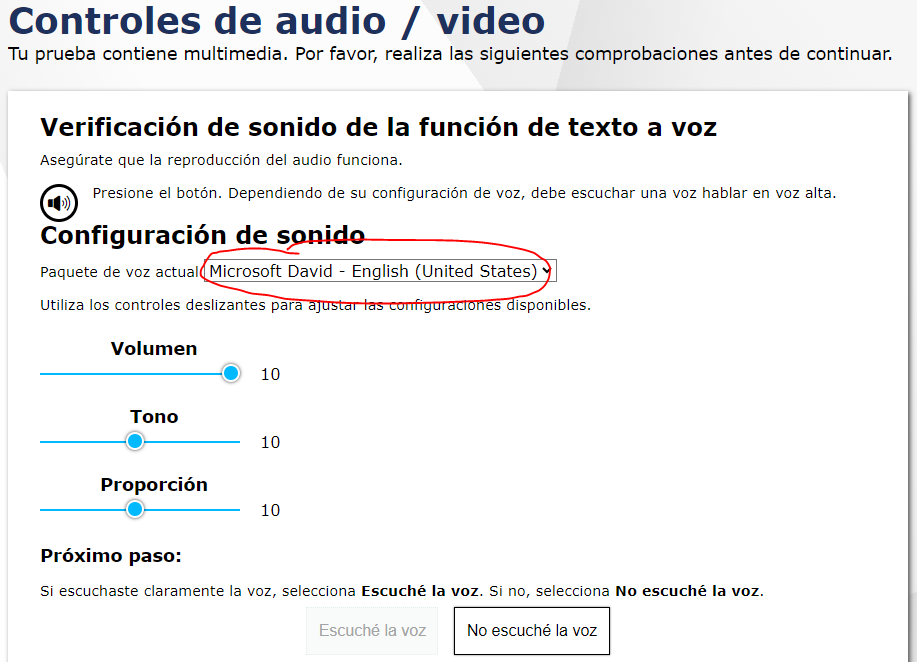 Controles de audio / video
Tu prueba contiene multimedia. Por favor, realiza las siguientes comprobaciones antes de continuar.
Verificación de sonido de la función de texto a voz
Asegúrate que la reproducción del audio funciona.
Presione el botón. Dependiendo de su configuración de voz, debe escuchar una voz hablar en voz alta.
Configuración de sonido
Paquete de voz actual Microsoft David - English (United States)
Utiliza los controles deslizantes para ajustar las configuraciones disponibles.
Volumen
10
Tono
10
Proporción
10
Próximo paso:
Si escuchaste claramente la voz, selecciona Escuché la voz. Si no, selecciona No escuché la voz.
Escuché la voz No escuché la voz